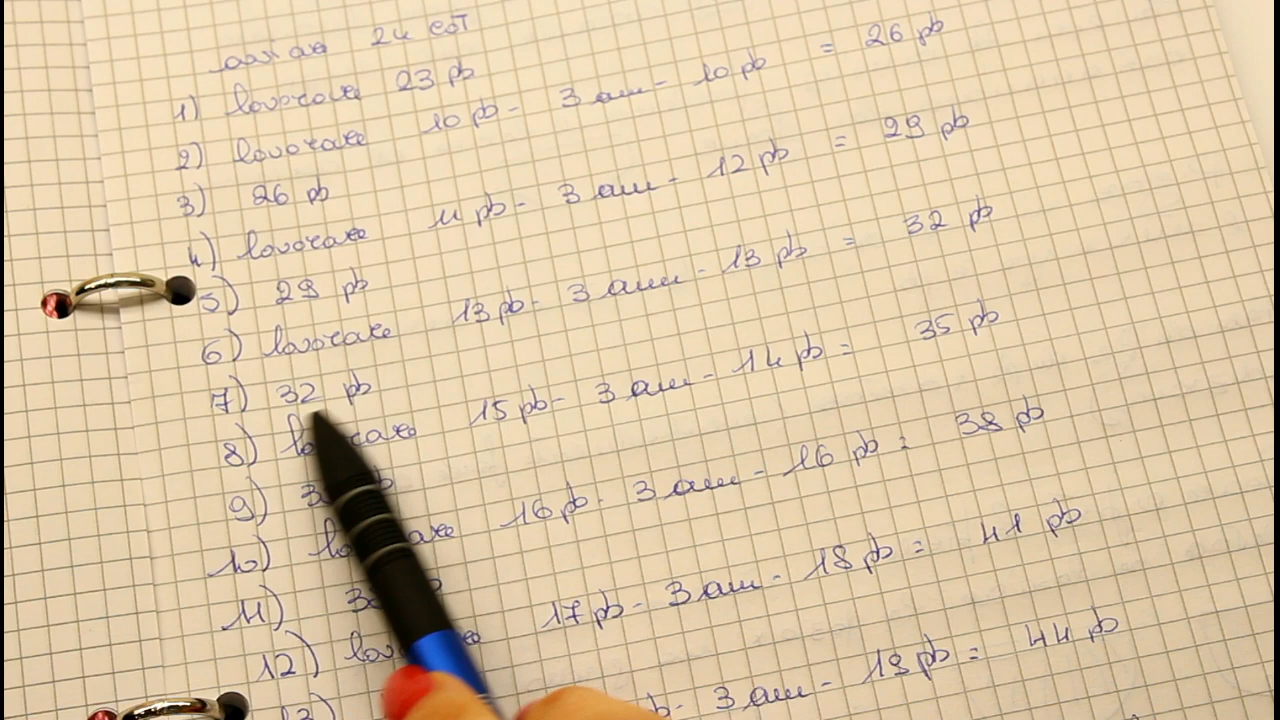 avviare 24 cat
1) lavorare 23 pb
2) lavorare 10 pb - 3 aum - 10 pb = 26 pb
3) 26 pb
4) lavorare 11 pb - 3 aum - 12 pb = 29 pb
5) 29 pb
6) lavorare 13 pb - 3 aum - 13 pb = 32 pb
7) 32 pb
8) lavorare 15 pb - 3 aum - 14 pb = 35 pb
9)
10) lavorare 16 pb - 3 aum - 16 pb = 38 pb
11)
12) 17 pb - 3 aum - 18 pb = 41 pb
13)
3 aum - 19 pb = 44 pb